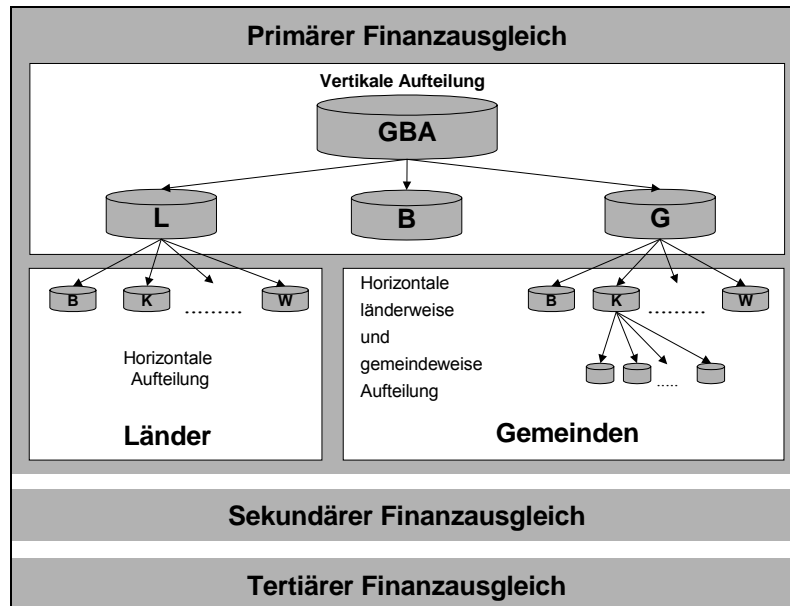 Primärer Finanzausgleich
Vertikale Aufteilung
GBA
L
B
G
B
K
.........
W
Horizontale
Aufteilung
Länder
Horizontale
länderweise
und
gemeindeweise
Aufteilung
B
K
.........
W
.....
Gemeinden
Sekundärer Finanzausgleich
Tertiärer Finanzausgleich